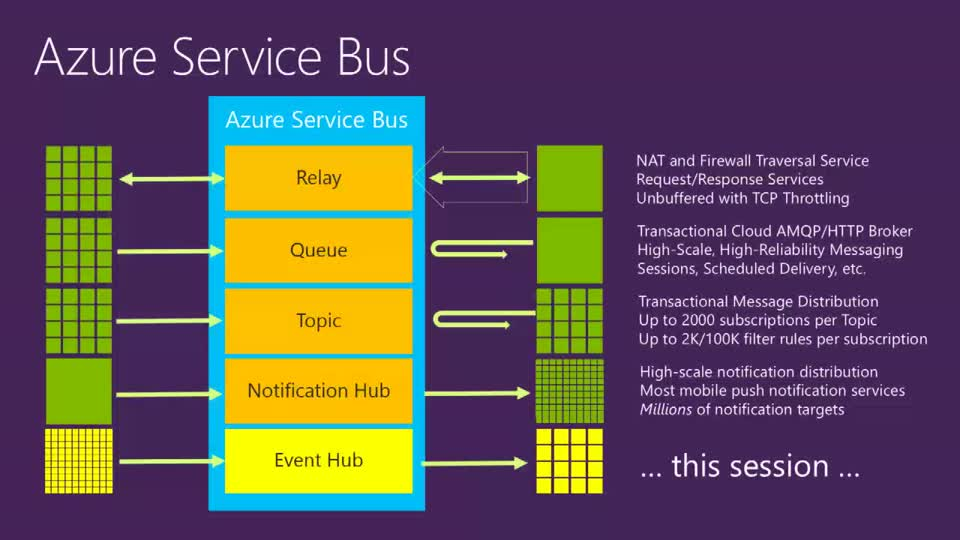 Azure Service Bus
Azure Service Bus
Relay
NAT and Firewall Traversal Service
Request/Response Services
Unbuffered with TCP Throttling
Queue
Transactional Cloud AMQP/HTTP Broker
High-Scale, High-Reliability Messaging
Sessions, Scheduled Delivery, etc.
Topic
Transactional Message Distribution
Up to 2000 subscriptions per Topic
Up to 2K/100K filter rules per subscription
Notification Hub
High-scale notification distribution
Most mobile push notification services
Millions of notification targets
Event Hub
... this session ...